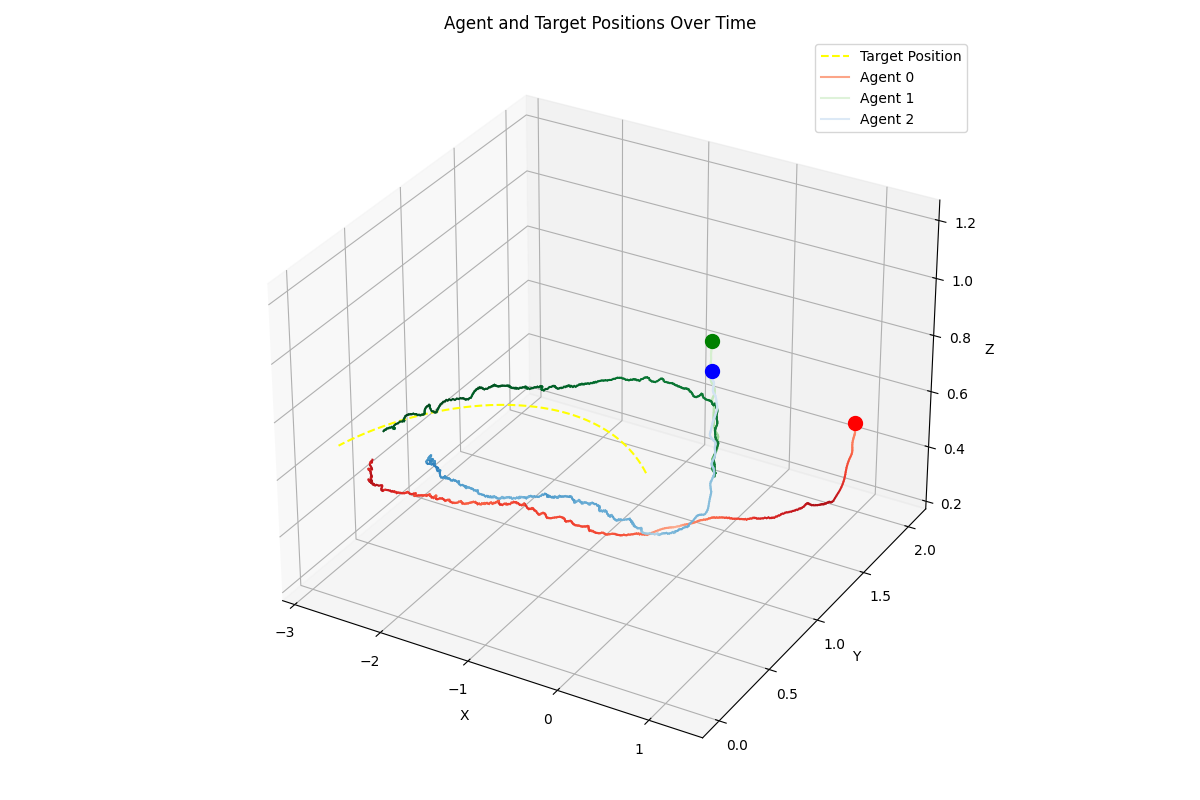 Agent and Target Positions Over Time
Target Position
Agent 0
Agent 1
Agent 2
1.2
1.0
0.8
Z
0.6
0.4
0.2
2.0
1.5
1.0
Y
0.5
0.0
−3
−2
−1
X
0
1